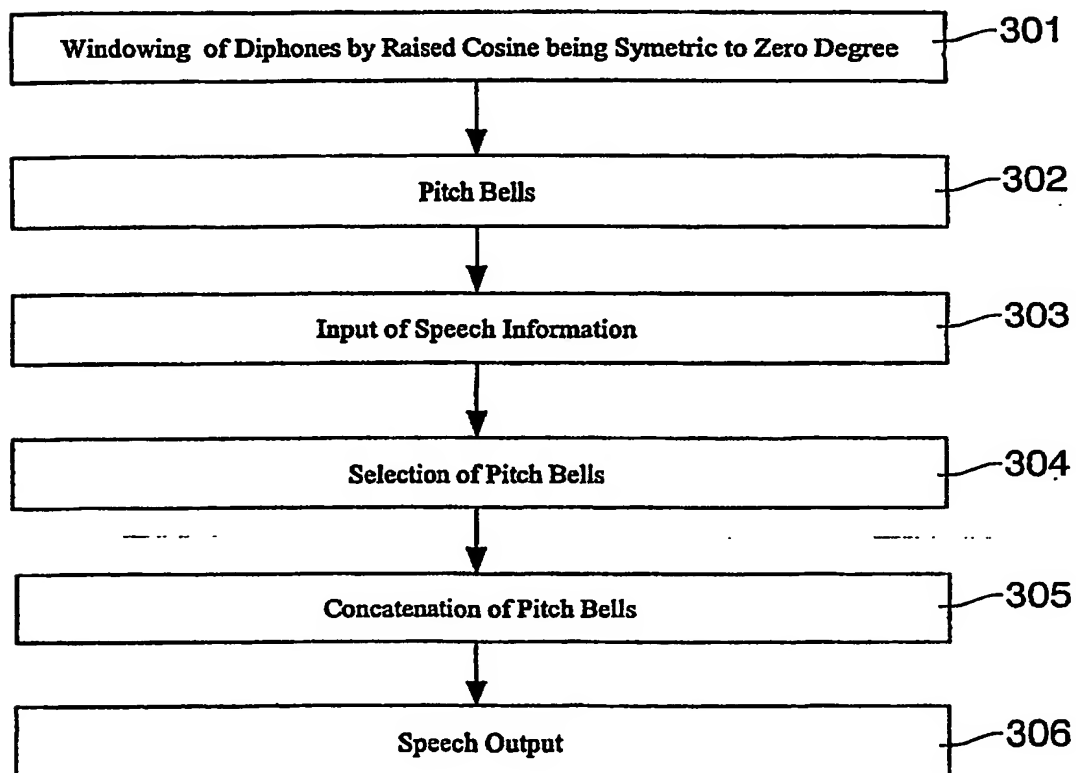 Windowing of Diphones by Raised Cosine being Symetric to Zero Degree
301
Pitch Bells
302
Input of Speech Information
303
Selection of Pitch Bells
304
Concatenation of Pitch Bells
305
Speech Output
306